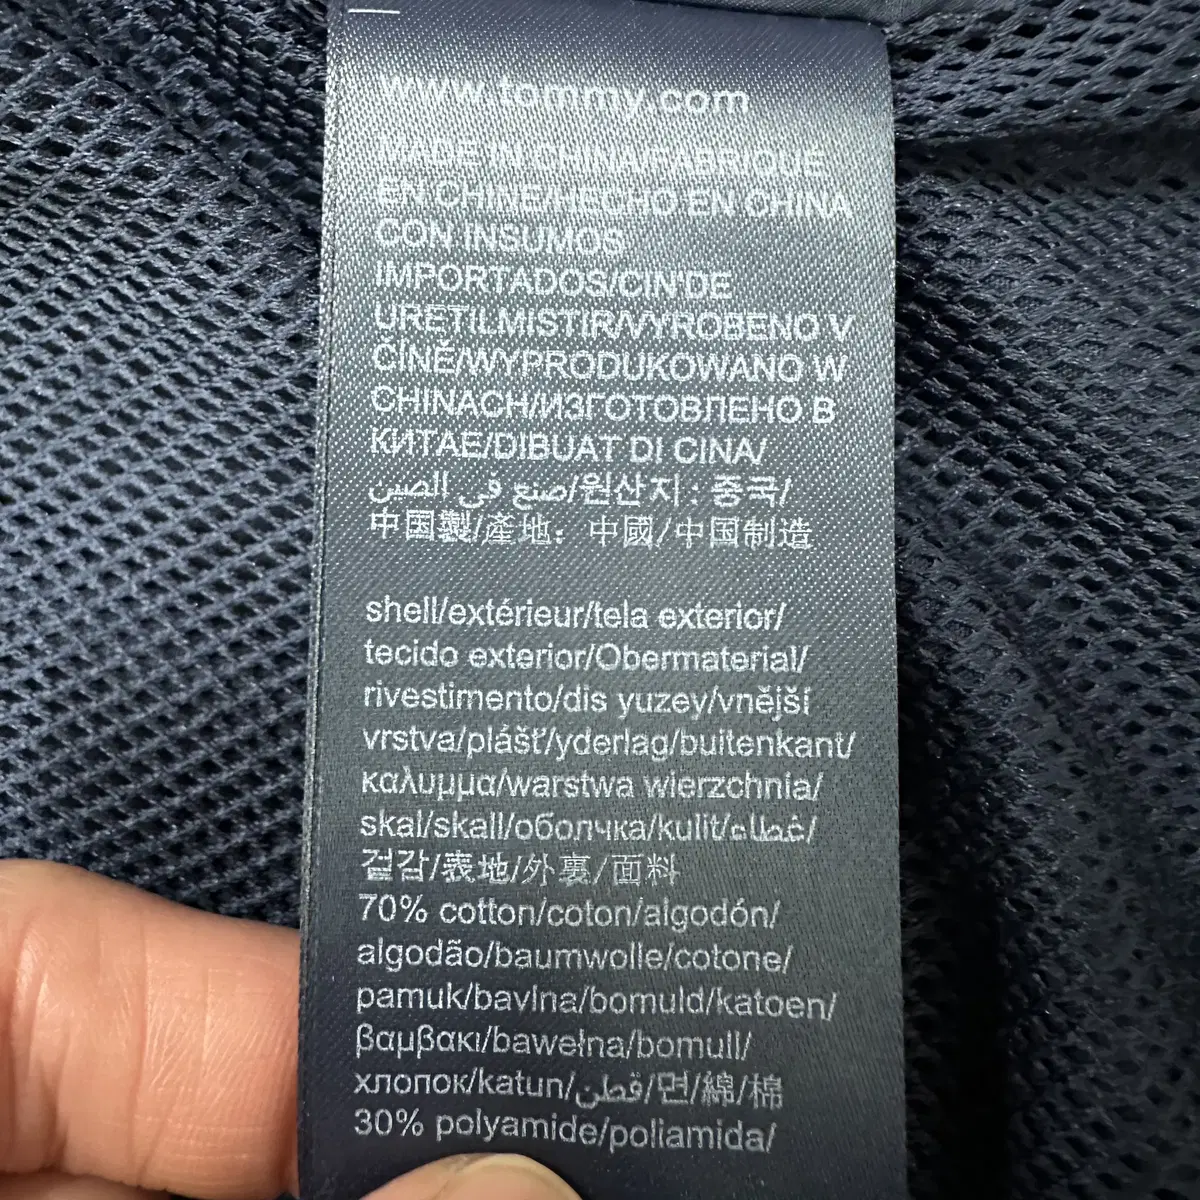 www.tommy.com
MADE IN CHINA/FABRIQUÉ
EN CHINE/HECHO EN CHINA
CON INSUMOS
IMPORTADOS/CIN'DE
URETILMISTIR/VYROBENO V
ČÍNĚ/WYPRODUKOWANO W
CHINACH/ИЗГОТОВЛЕНО В
КИТАЕ/DIBUAT DI CINA/
صنع في الصين/원산지 : 중국/
中国製/產地：中國/中国制造
shell/extérieur/tela exterior/
tecido exterior/Obermaterial/
rivestimento/dis yuzey/vnější
vrstva/plášť/yderlag/buitenkant/
καλυμμα/warstwa wierzchnia/
skal/skall/оболчка/kulit/غطاء/
겉감/表地/外裏/面料
70% cotton/coton/algodón/
algodão/baumwolle/cotone/
pamuk/bavlna/bomuld/katoen/
βαμβακι/bawełna/bomull/
хлопок/katun/قطن/면/綿/棉
30% polyamide/poliamida/